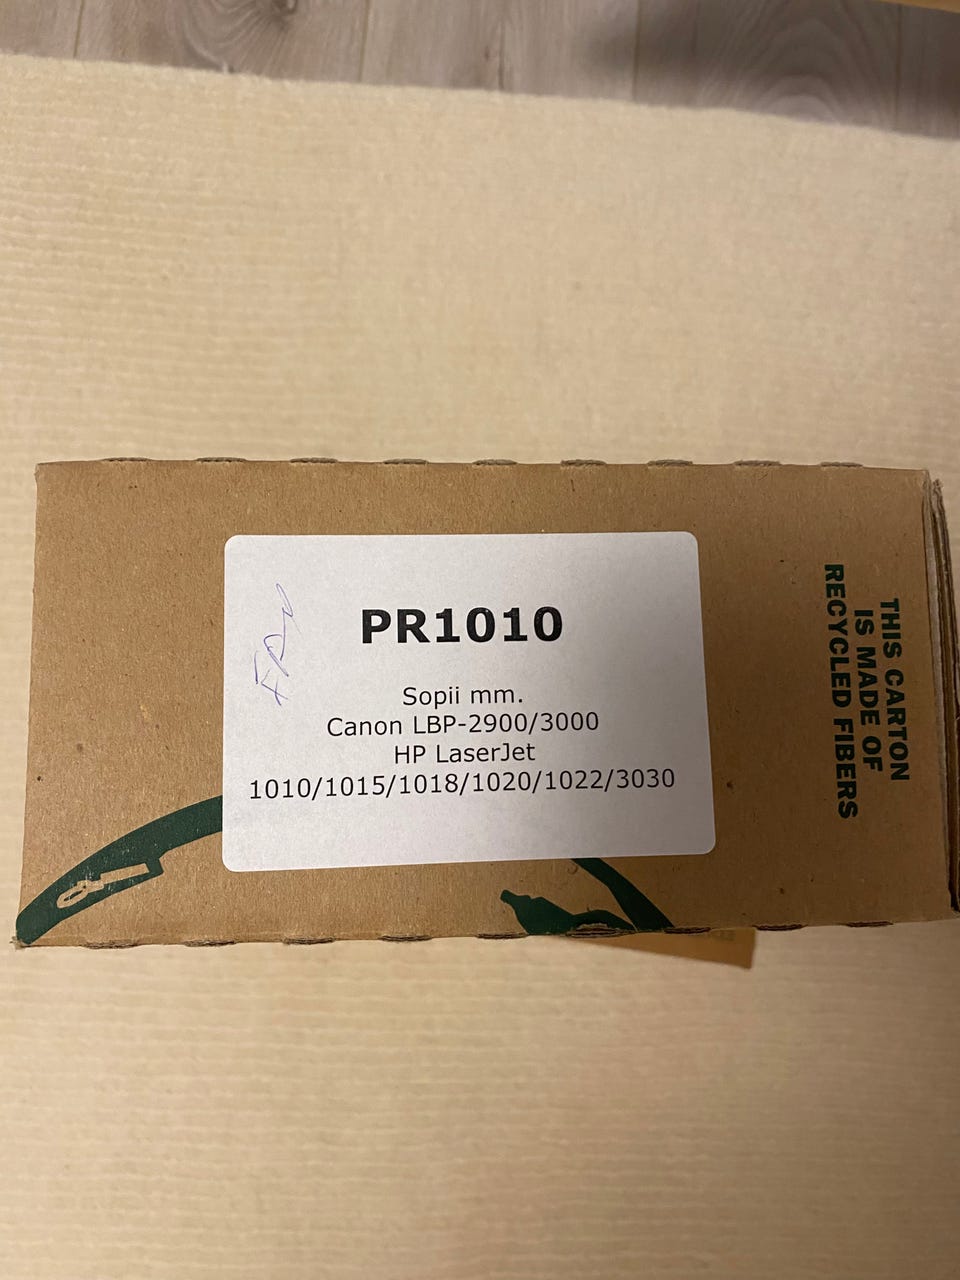 PR1010
Sopii mm.
Canon LBP-2900/3000
HP LaserJet
1010/1015/1018/1020/1022/3030
THIS CARTON
IS MADE OF
RECYCLED FIBERS